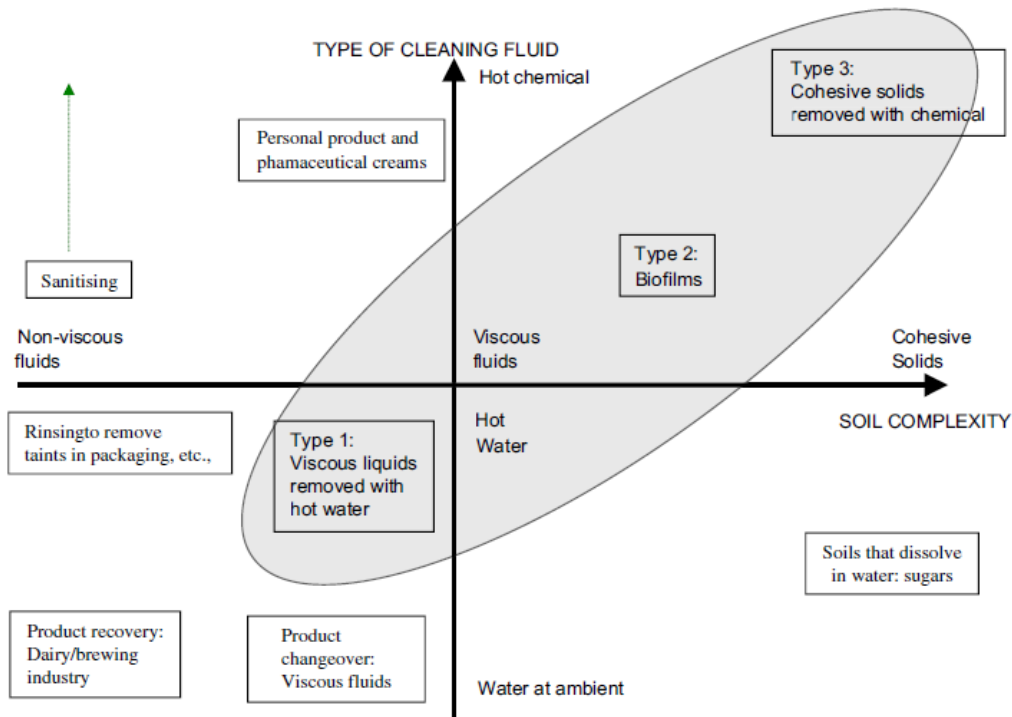 TYPE OF CLEANING FLUID
Hot chemical
Type 3:
Cohesive solids
removed with chemical
Personal product and
phamaceutical creams
Type 2:
Biofilms
Sanitising
Non-viscous
fluids
Viscous
fluids
Cohesive
Solids
SOIL COMPLEXITY
Rinsingto remove
taints in packaging, etc.,
Type 1:
Viscous liquids
removed with
hot water
Hot
Water
Soils that dissolve
in water: sugars
Product recovery:
Dairy/brewing
industry
Product
changeover:
Viscous fluids
Water at ambient